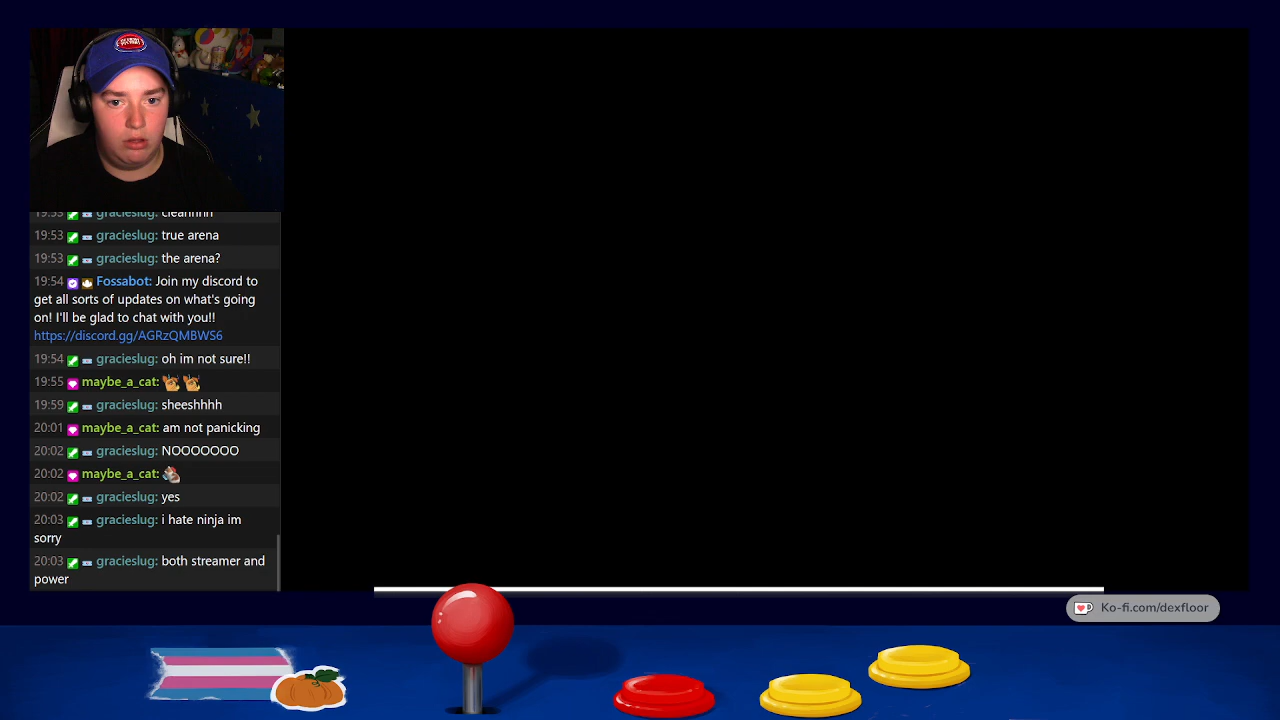 19:53 gracieslug: cleannnn
19:53 gracieslug: true arena
19:53 gracieslug: the arena?
19:54 Fossabot: Join my discord to
get all sorts of updates on what's going
on! I'll be glad to chat with you!!
https://discord.gg/AGRzQMBWS6
19:54 gracieslug: oh im not sure!!
19:55 maybe_a_cat:
19:59 gracieslug: sheeshhhh
20:01 maybe_a_cat: am not panicking
20:02 gracieslug: NOOOOOOO
20:02 maybe_a_cat:
20:02 gracieslug: yes
20:03 gracieslug: i hate ninja im
sorry
20:03 gracieslug: both streamer and
power
Ko-fi.com/dexfloor